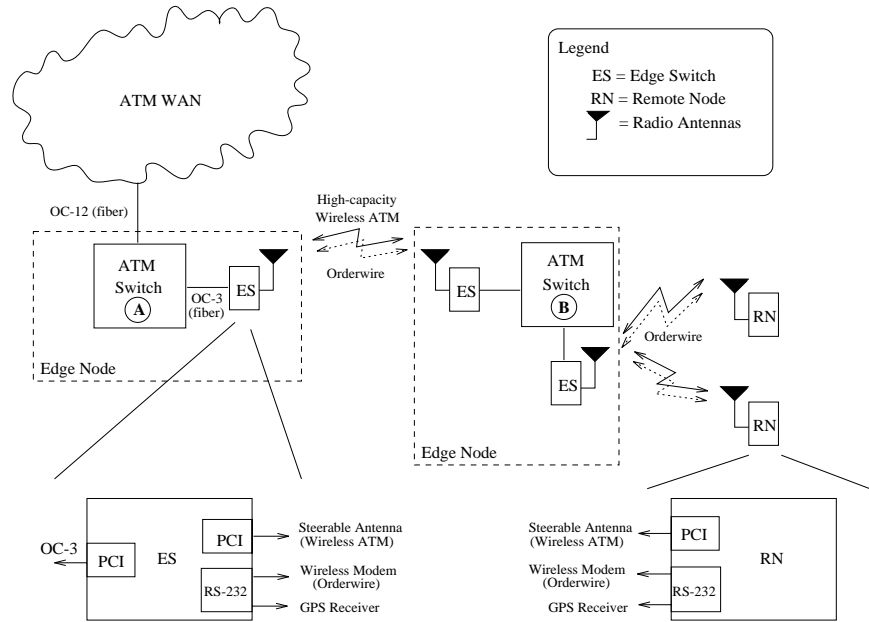 ATM WAN
Legend
ES = Edge Switch
RN = Remote Node
= Radio Antennas
OC-12 (fiber)
High-capacity
Wireless ATM
Orderwire
ATM
Switch
A
OC-3
(fiber)
ES
Edge Node
ES
ATM
Switch
B
ES
Edge Node
Orderwire
RN
RN
OC-3
PCI
ES
PCI
RS-232
Steerable Antenna
(Wireless ATM)
Wireless Modem
(Orderwire)
GPS Receiver
Steerable Antenna
(Wireless ATM)
Wireless Modem
(Orderwire)
GPS Receiver
PCI
RS-232
RN